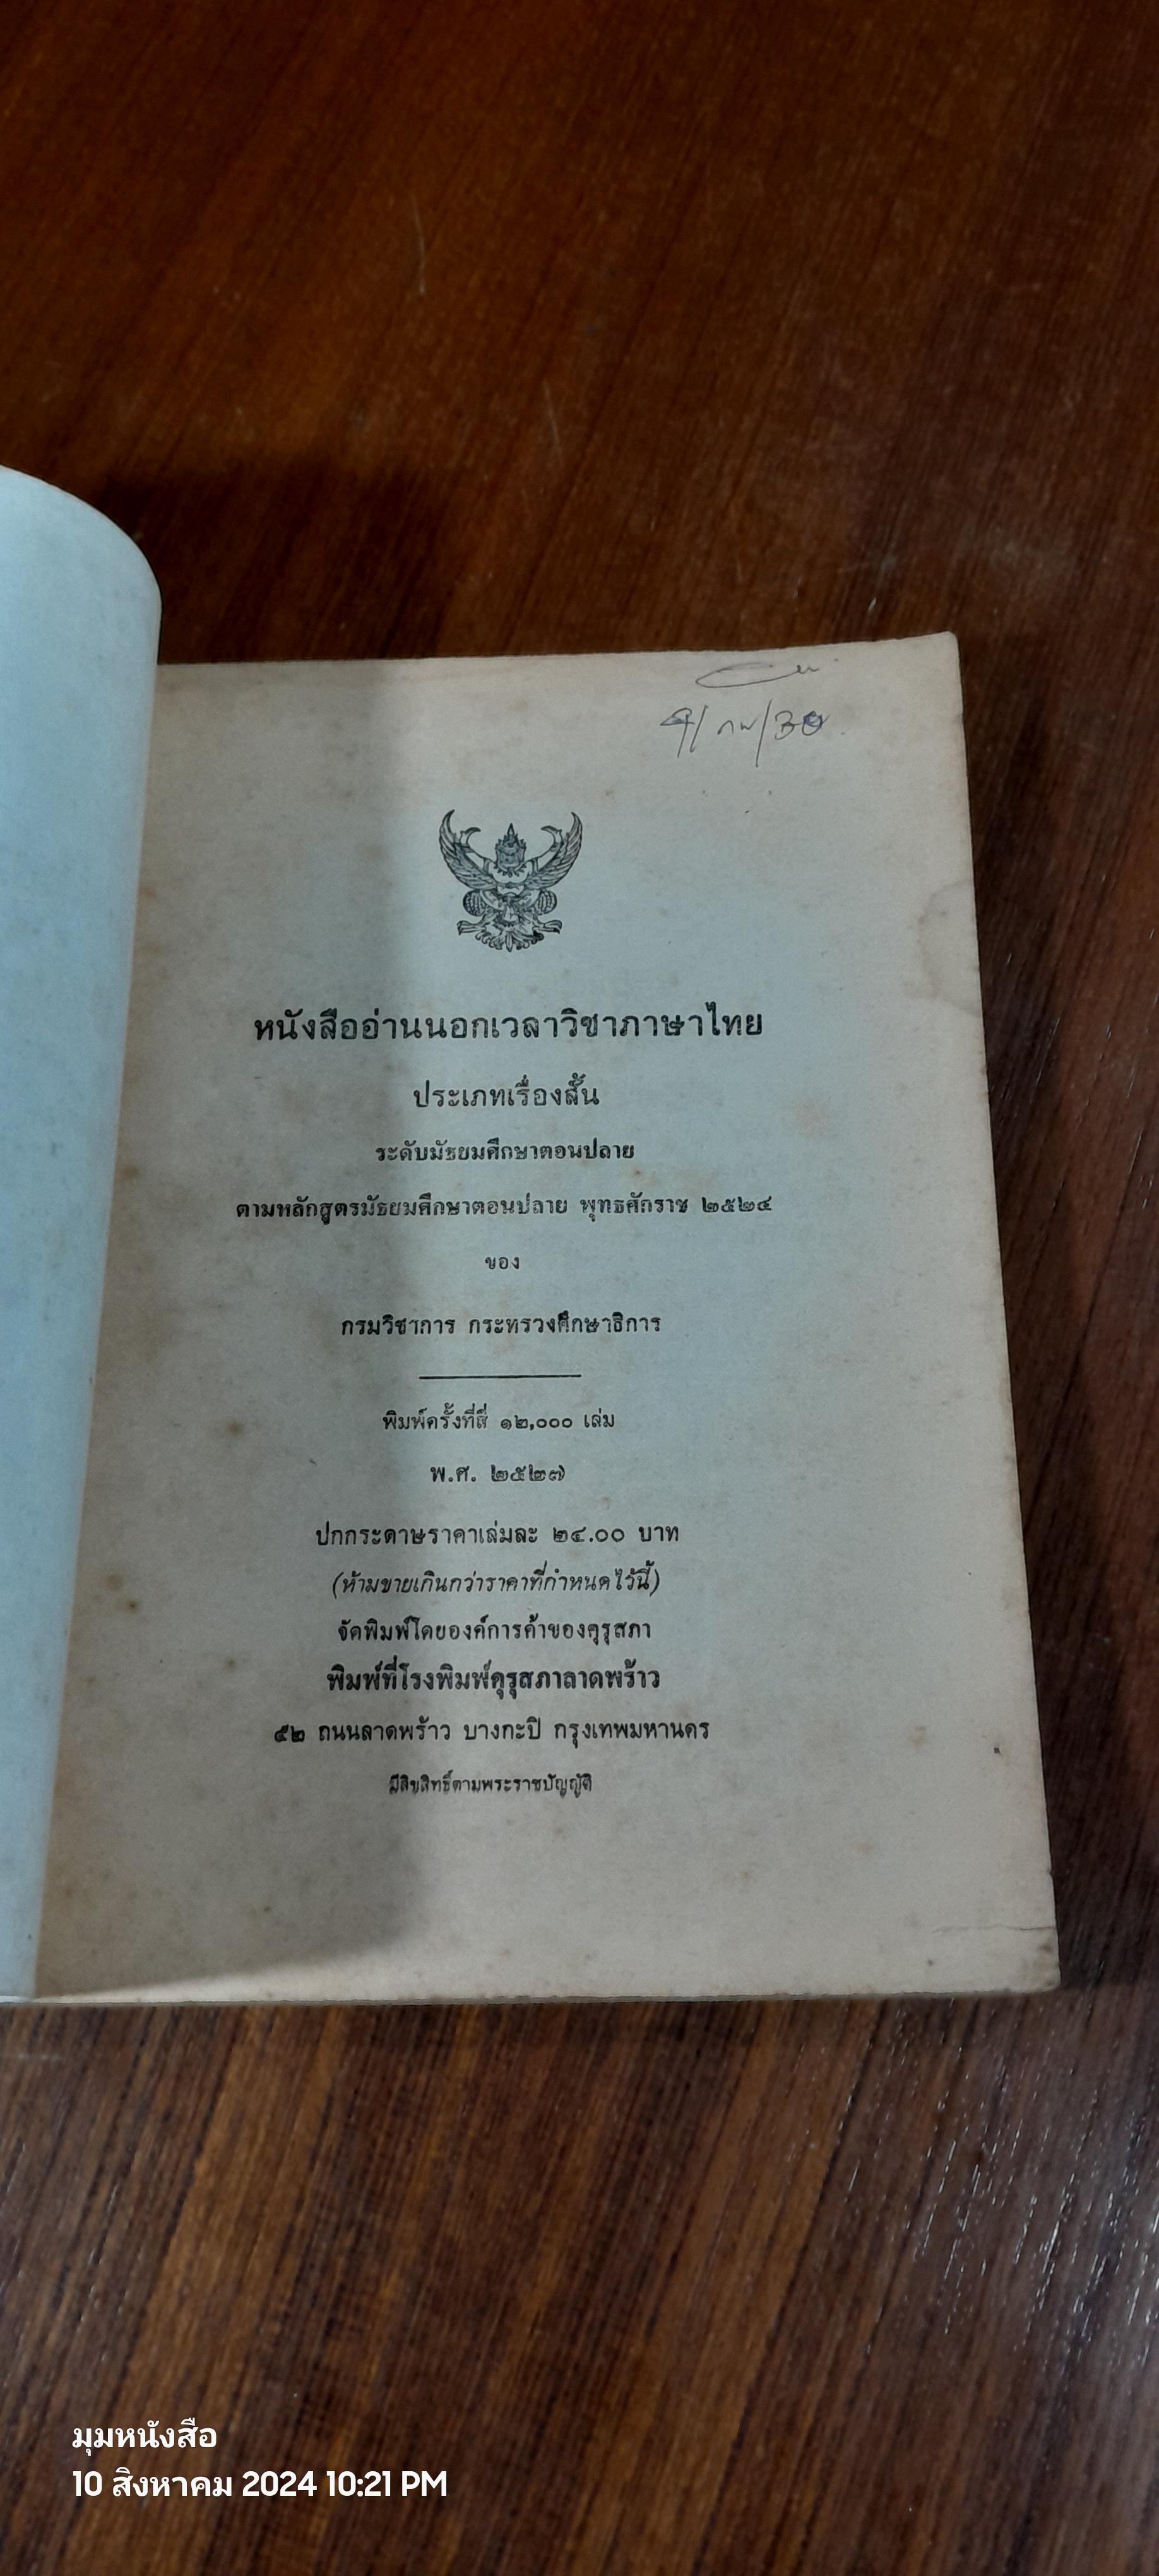 หนังสืออ่านนอกเวลาวิชาภาษาไทย
ประเภทเรื่องสั้น
ระดับมัธยมศึกษาตอนปลาย
ตามหลักสูตรมัธยมศึกษาตอนปลาย พุทธศักราช ๒๕๒๔
ของ
กรมวิชาการ กระทรวงศึกษาธิการ
พิมพ์ครั้งที่สี่ ๑๒,๐๐๐ เล่ม
พ.ศ. ๒๕๒๗
ปกกระดาษราคาเล่มละ ๒๔.๐๐ บาท
(ห้ามขายเกินกว่าราคาที่กำหนดไว้นี้)
จัดพิมพ์โดยองค์การค้าของคุรุสภา
พิมพ์ที่โรงพิมพ์คุรุสภาลาดพร้าว
๕๒ ถนนลาดพร้าว บางกะปิ กรุงเทพมหานคร
มีลิขสิทธิ์ตามพระราชบัญญัติ
มุมหนังสือ
10 สิงหาคม 2024 10:21 PM